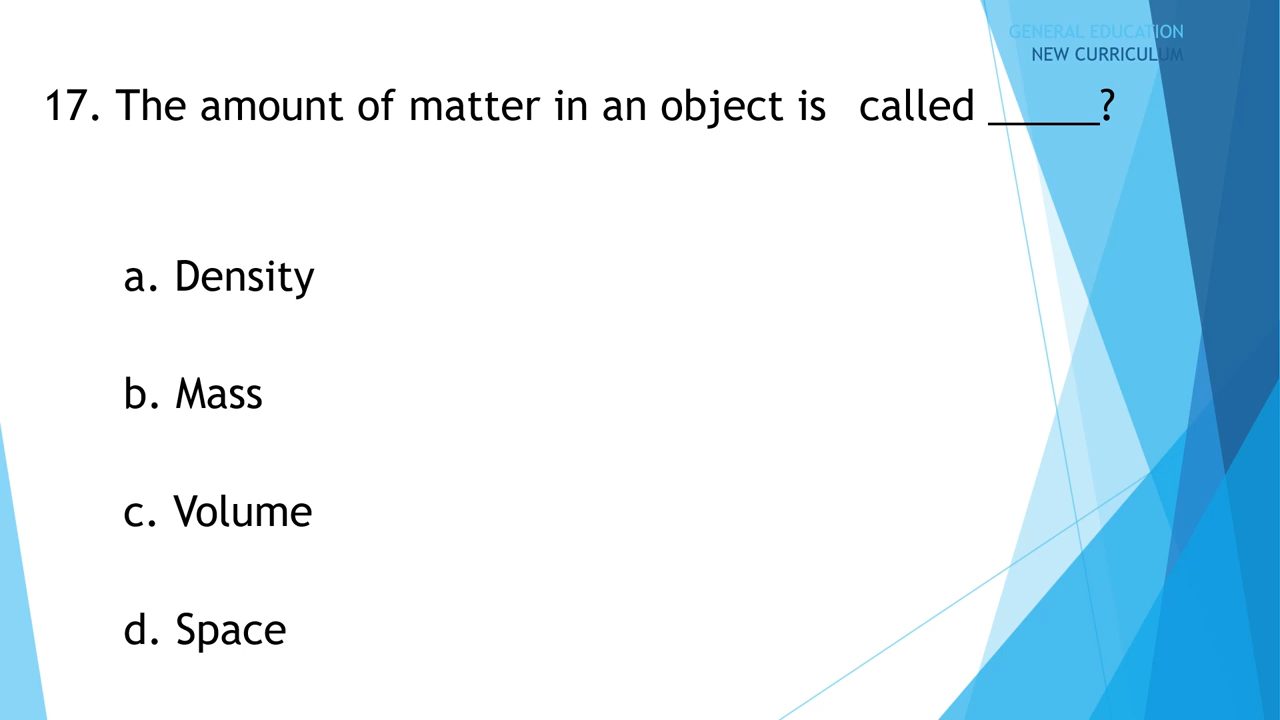 GENERAL EDUCATION
NEW CURRICULUM
17. The amount of matter in an object is called _____?
a. Density
b. Mass
c. Volume
d. Space